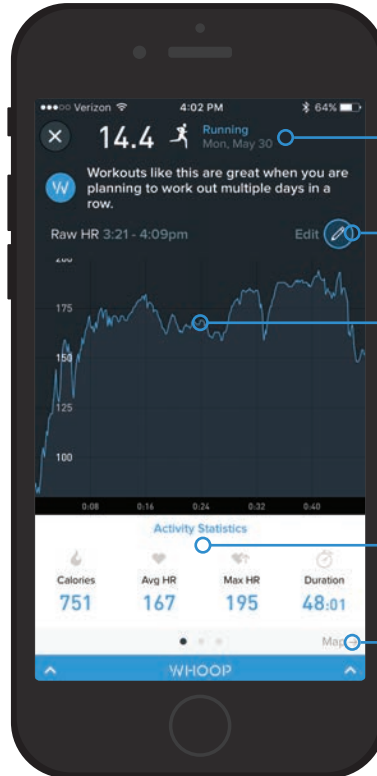 Verizon 4:02 PM 64%
14.4 Running
Mon, May 30
W
Workouts like this are great when you are
planning to work out multiple days in a
row.
Raw HR 3:21 - 4:09pm Edit
200
175
150
125
100
0:08 0:16 0:24 0:32 0:40
Activity Statistics
Calories Avg HR Max HR Duration
751 167 195 48:01
Map
WHOOP